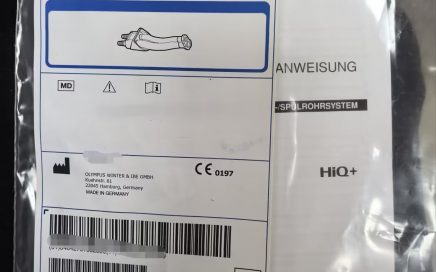 ANWEISUNG
MD
-/SPÜLROHRSYSTEM
HiQ+
OLYMPUS WINTER & IBE GMBH
Kuehnstr. 61
22045 Hamburg, Germany
MADE IN GERMANY
CE 0197